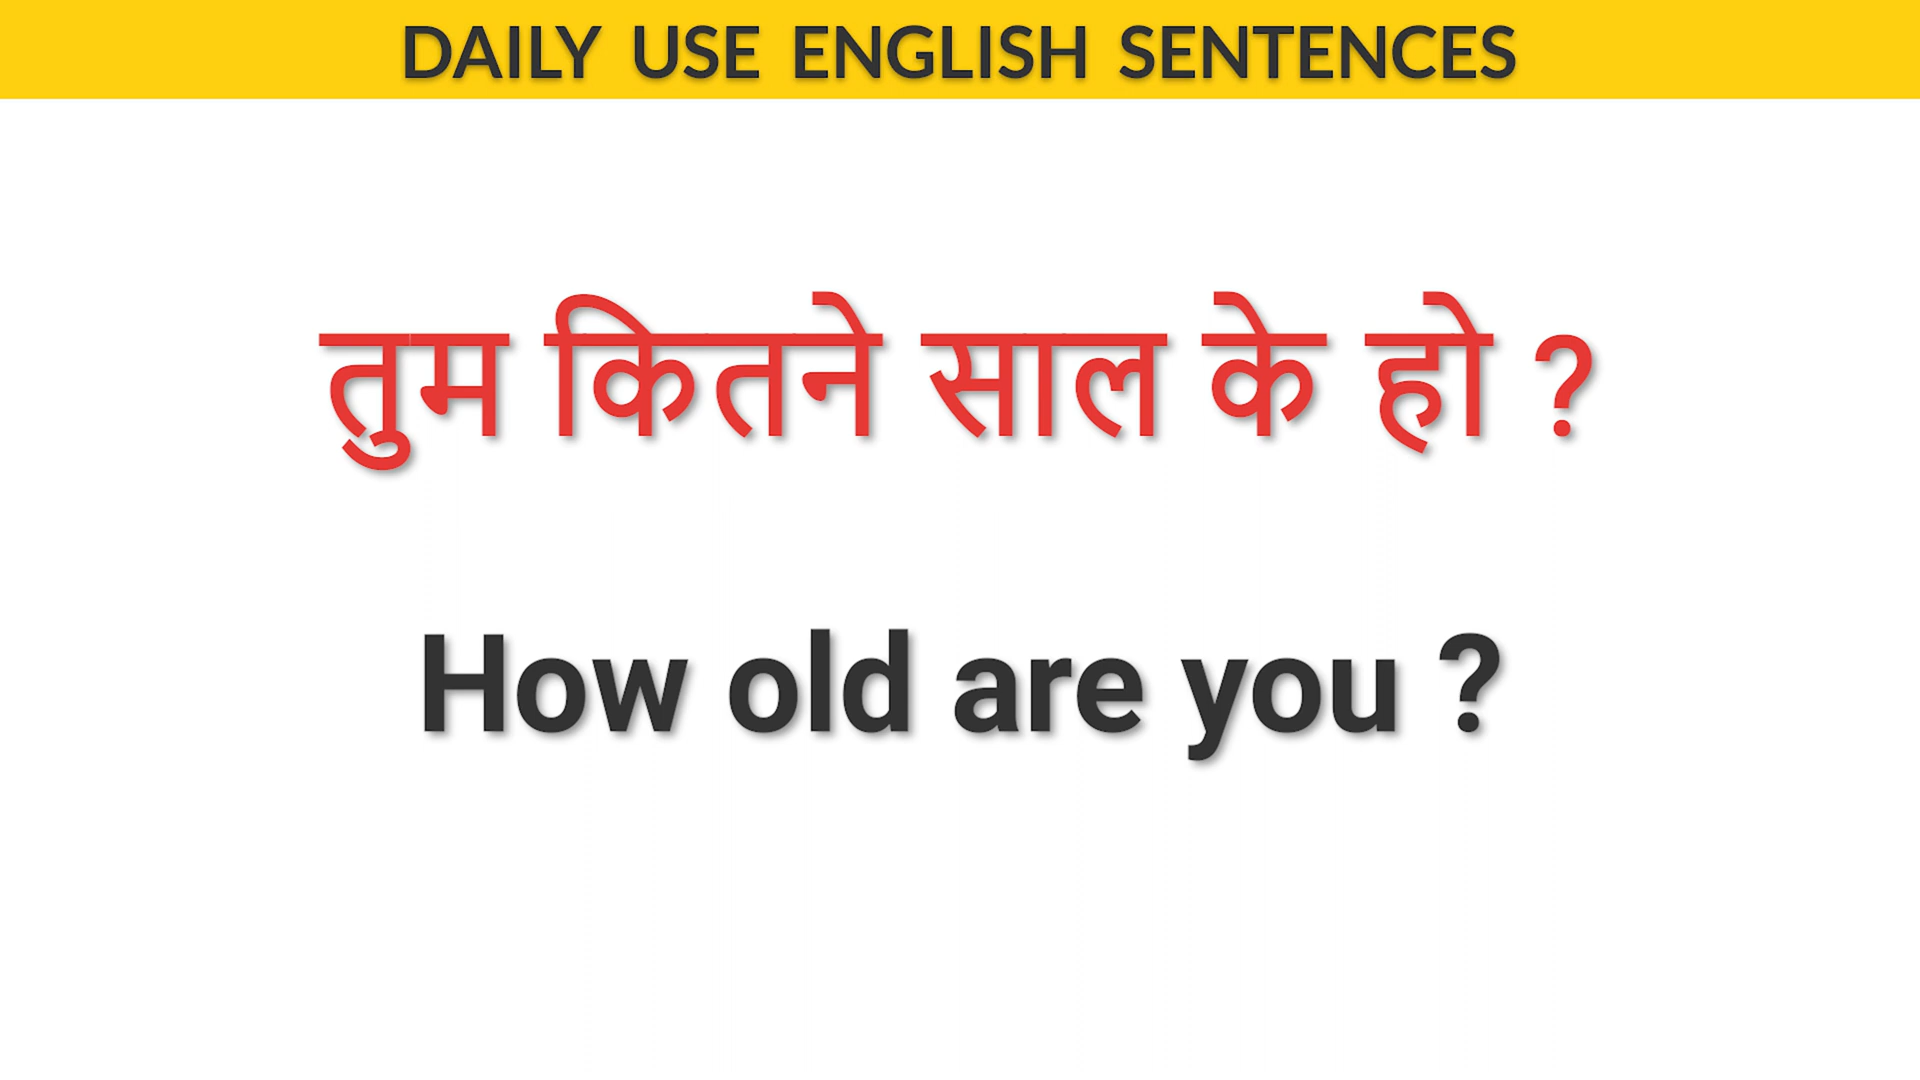 DAILY USE ENGLISH SENTENCES
तुम कितने साल के हो ?
How old are you ?